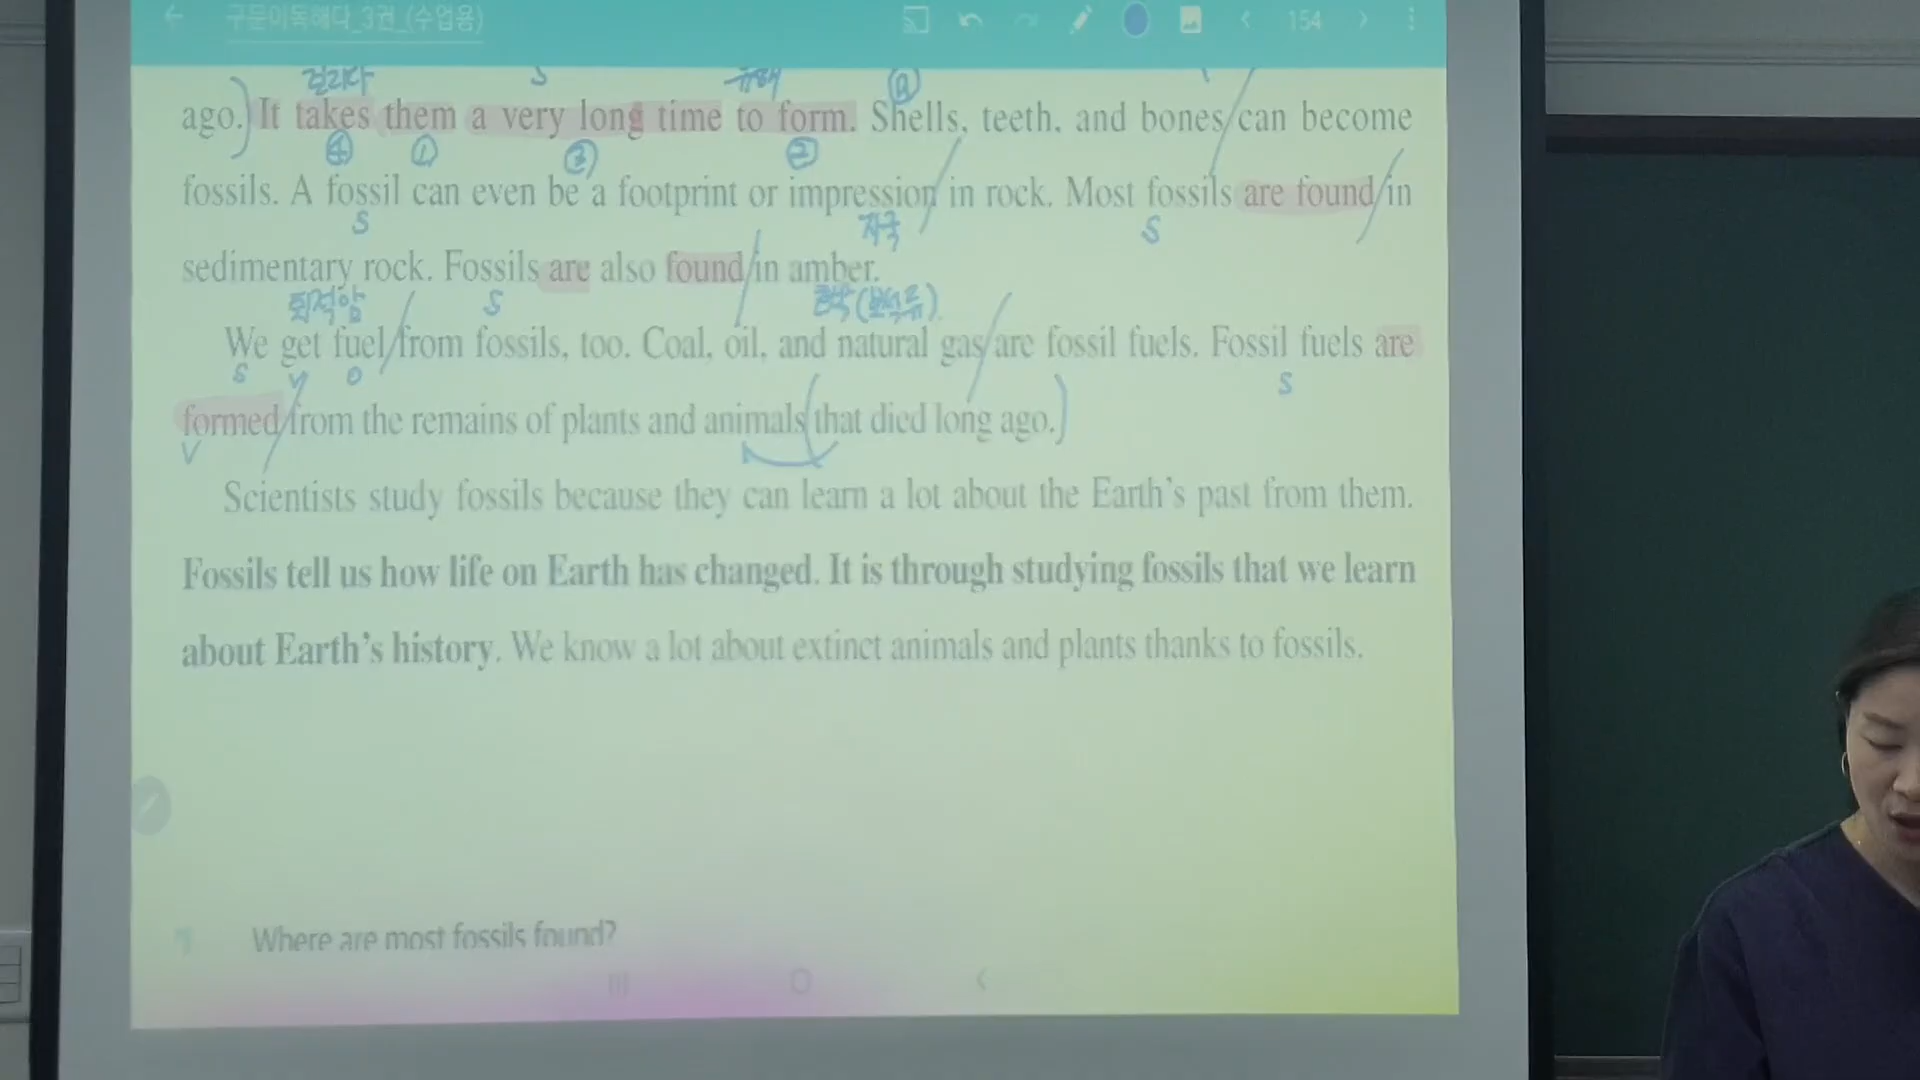 구문이독해다_3권_(수업용)
154
걸리다 S
ago.) It takes them a very long time to form. Shells, teeth, and bones/can become
④ ① ③ ②
fossils. A fossil can even be a footprint or impression/in rock. Most fossils are found/in
S 자국 S
sedimentary rock. Fossils are also found/in amber.
퇴적암 S 호박(보석류)
We get fuel/from fossils, too. Coal, oil, and natural gas/are fossil fuels. Fossil fuels are
S V O S
formed/from the remains of plants and animals(that died long ago.)
V
Scientists study fossils because they can learn a lot about the Earth's past from them.
Fossils tell us how life on Earth has changed. It is through studying fossils that we learn
about Earth's history. We know a lot about extinct animals and plants thanks to fossils.
1 Where are most fossils found?